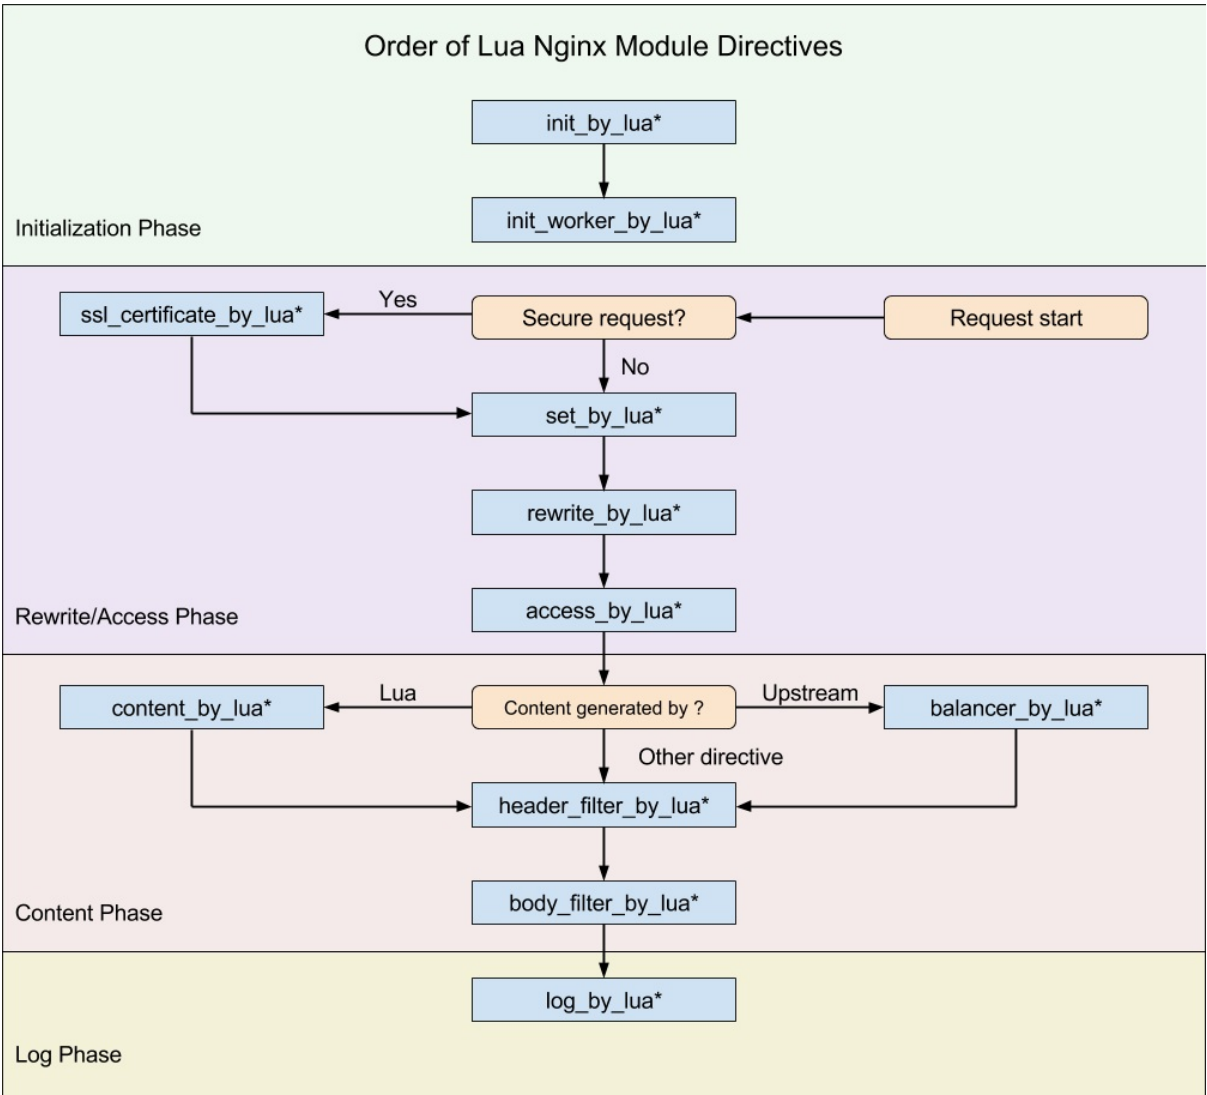 Order of Lua Nginx Module Directives
init_by_lua*
init_worker_by_lua*
Initialization Phase
ssl_certificate_by_lua*
Yes
Secure request?
Request start
No
set_by_lua*
rewrite_by_lua*
access_by_lua*
Rewrite/Access Phase
content_by_lua*
Lua
Content generated by ?
Upstream
balancer_by_lua*
Other directive
header_filter_by_lua*
body_filter_by_lua*
Content Phase
log_by_lua*
Log Phase